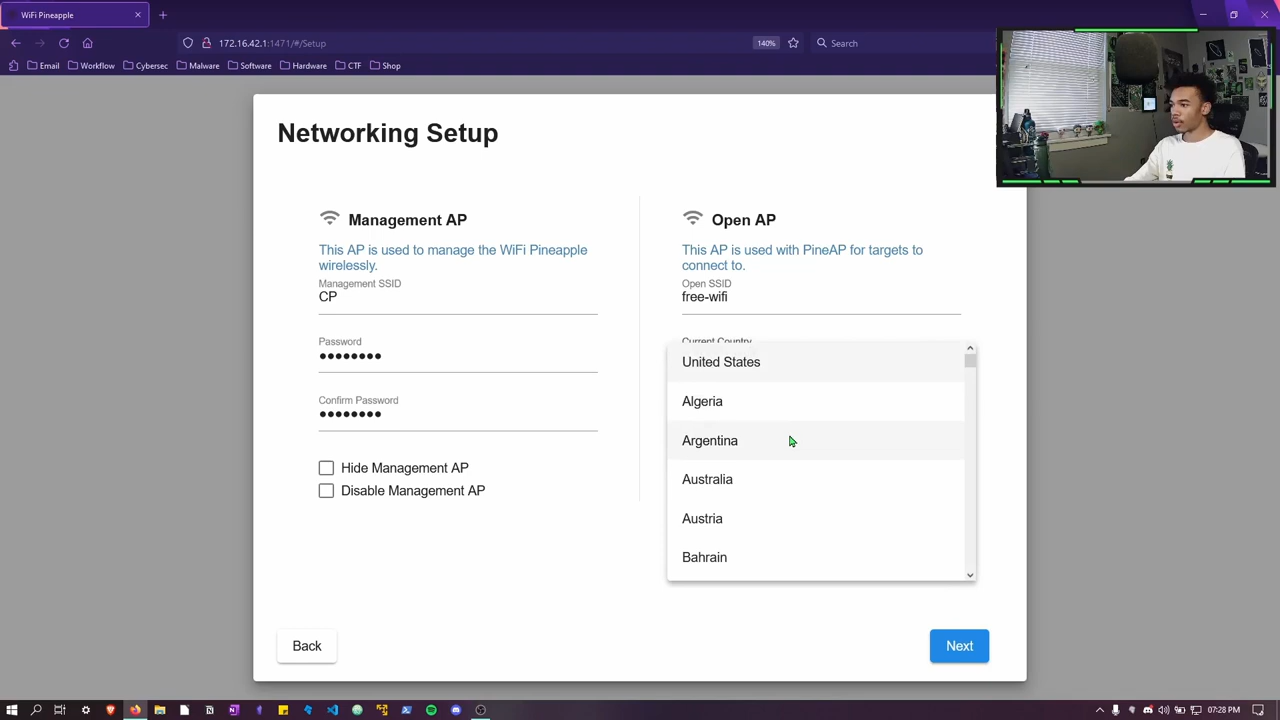 WiFi Pineapple
172.16.42.1:1471/#/Setup
140%
Search
Email
Workflow
Cybersec
Malware
Software
Hardware
CTF
Shop
Networking Setup
Management AP
This AP is used to manage the WiFi Pineapple
wirelessly.
Management SSID
CP
Password
Confirm Password
Hide Management AP
Disable Management AP
Open AP
This AP is used with PineAP for targets to
connect to.
Open SSID
free-wifi
Current Country
United States
Algeria
Argentina
Australia
Austria
Bahrain
Back
Next
07:28 PM